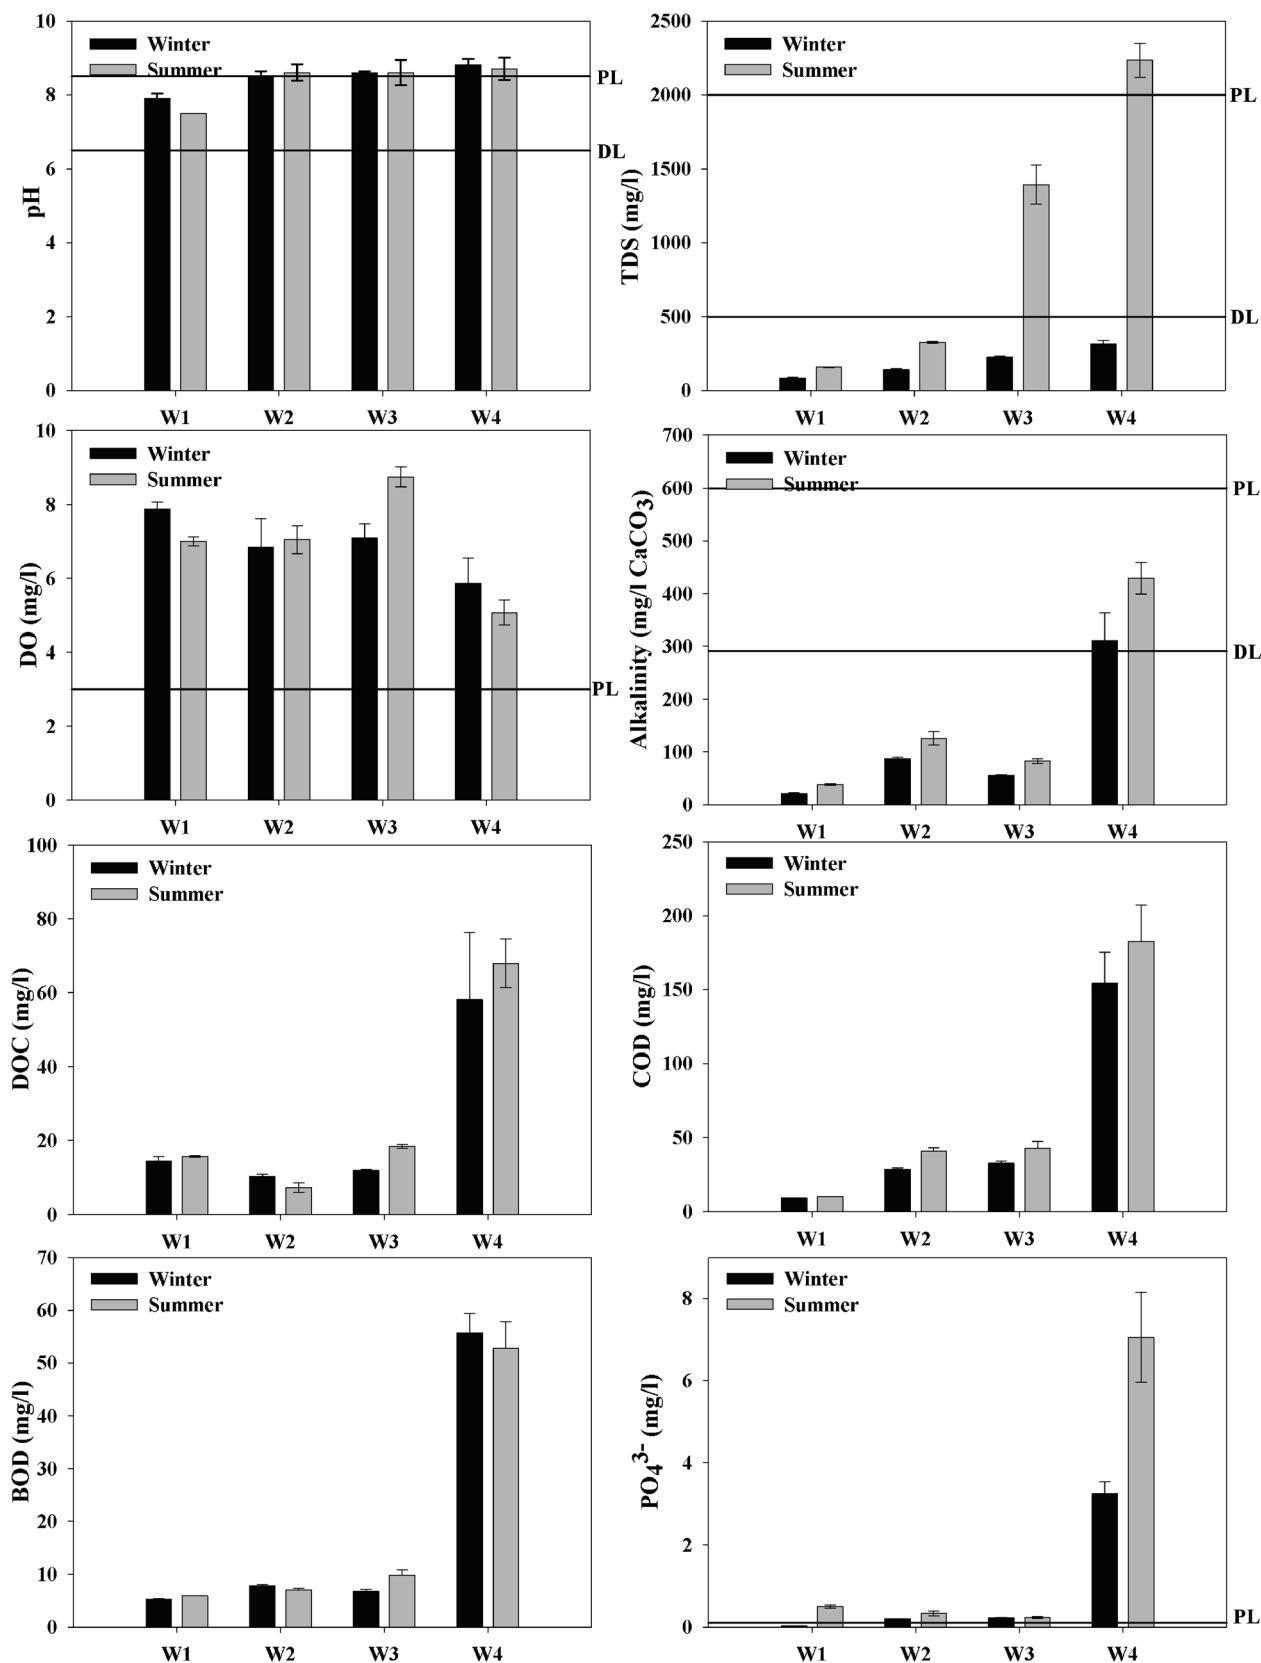 10
8
6
4
2
0
pH
Winter
Summer
PL
DL
W1 W2 W3 W4
2500
2000
1500
1000
500
0
TDS (mg/l)
Winter
Summer
PL
DL
W1 W2 W3 W4
10
8
6
4
2
0
DO (mg/l)
Winter
Summer
PL
W1 W2 W3 W4
700
600
500
400
300
200
100
0
Alkalinity (mg/l CaCO3)
Winter
Summer
PL
DL
W1 W2 W3 W4
100
80
60
40
20
0
DOC (mg/l)
Winter
Summer
W1 W2 W3 W4
250
200
150
100
50
0
COD (mg/l)
Winter
Summer
W1 W2 W3 W4
70
60
50
40
30
20
10
0
BOD (mg/l)
Winter
Summer
W1 W2 W3 W4
8
6
4
2
0
PO4 3- (mg/l)
Winter
Summer
PL
W1 W2 W3 W4